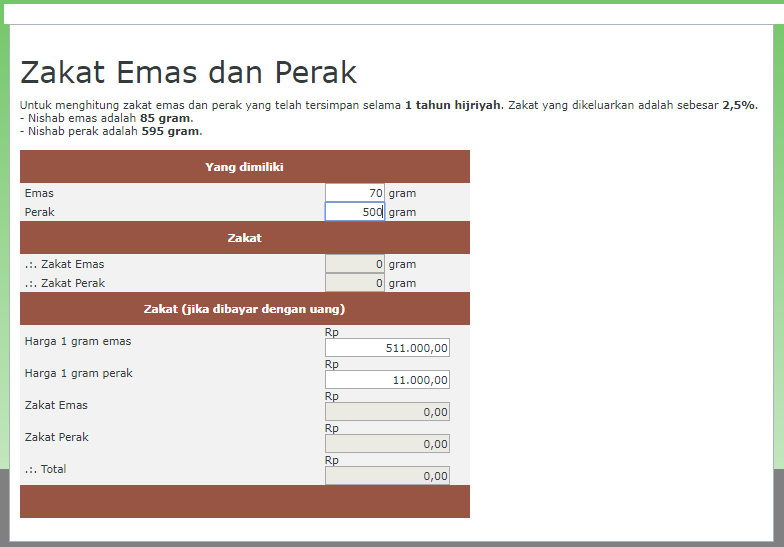 Zakat Emas dan Perak
Untuk menghitung zakat emas dan perak yang telah tersimpan selama 1 tahun hijriyah. Zakat yang dikeluarkan adalah sebesar 2,5%.
- Nishab emas adalah 85 gram.
- Nishab perak adalah 595 gram.
Yang dimiliki
Emas 70 gram
Perak 500 gram
Zakat
.:. Zakat Emas 0 gram
.:. Zakat Perak 0 gram
Zakat (jika dibayar dengan uang)
Rp
Harga 1 gram emas 511.000,00
Rp
Harga 1 gram perak 11.000,00
Rp
Zakat Emas 0,00
Rp
Zakat Perak 0,00
Rp
.:. Total 0,00